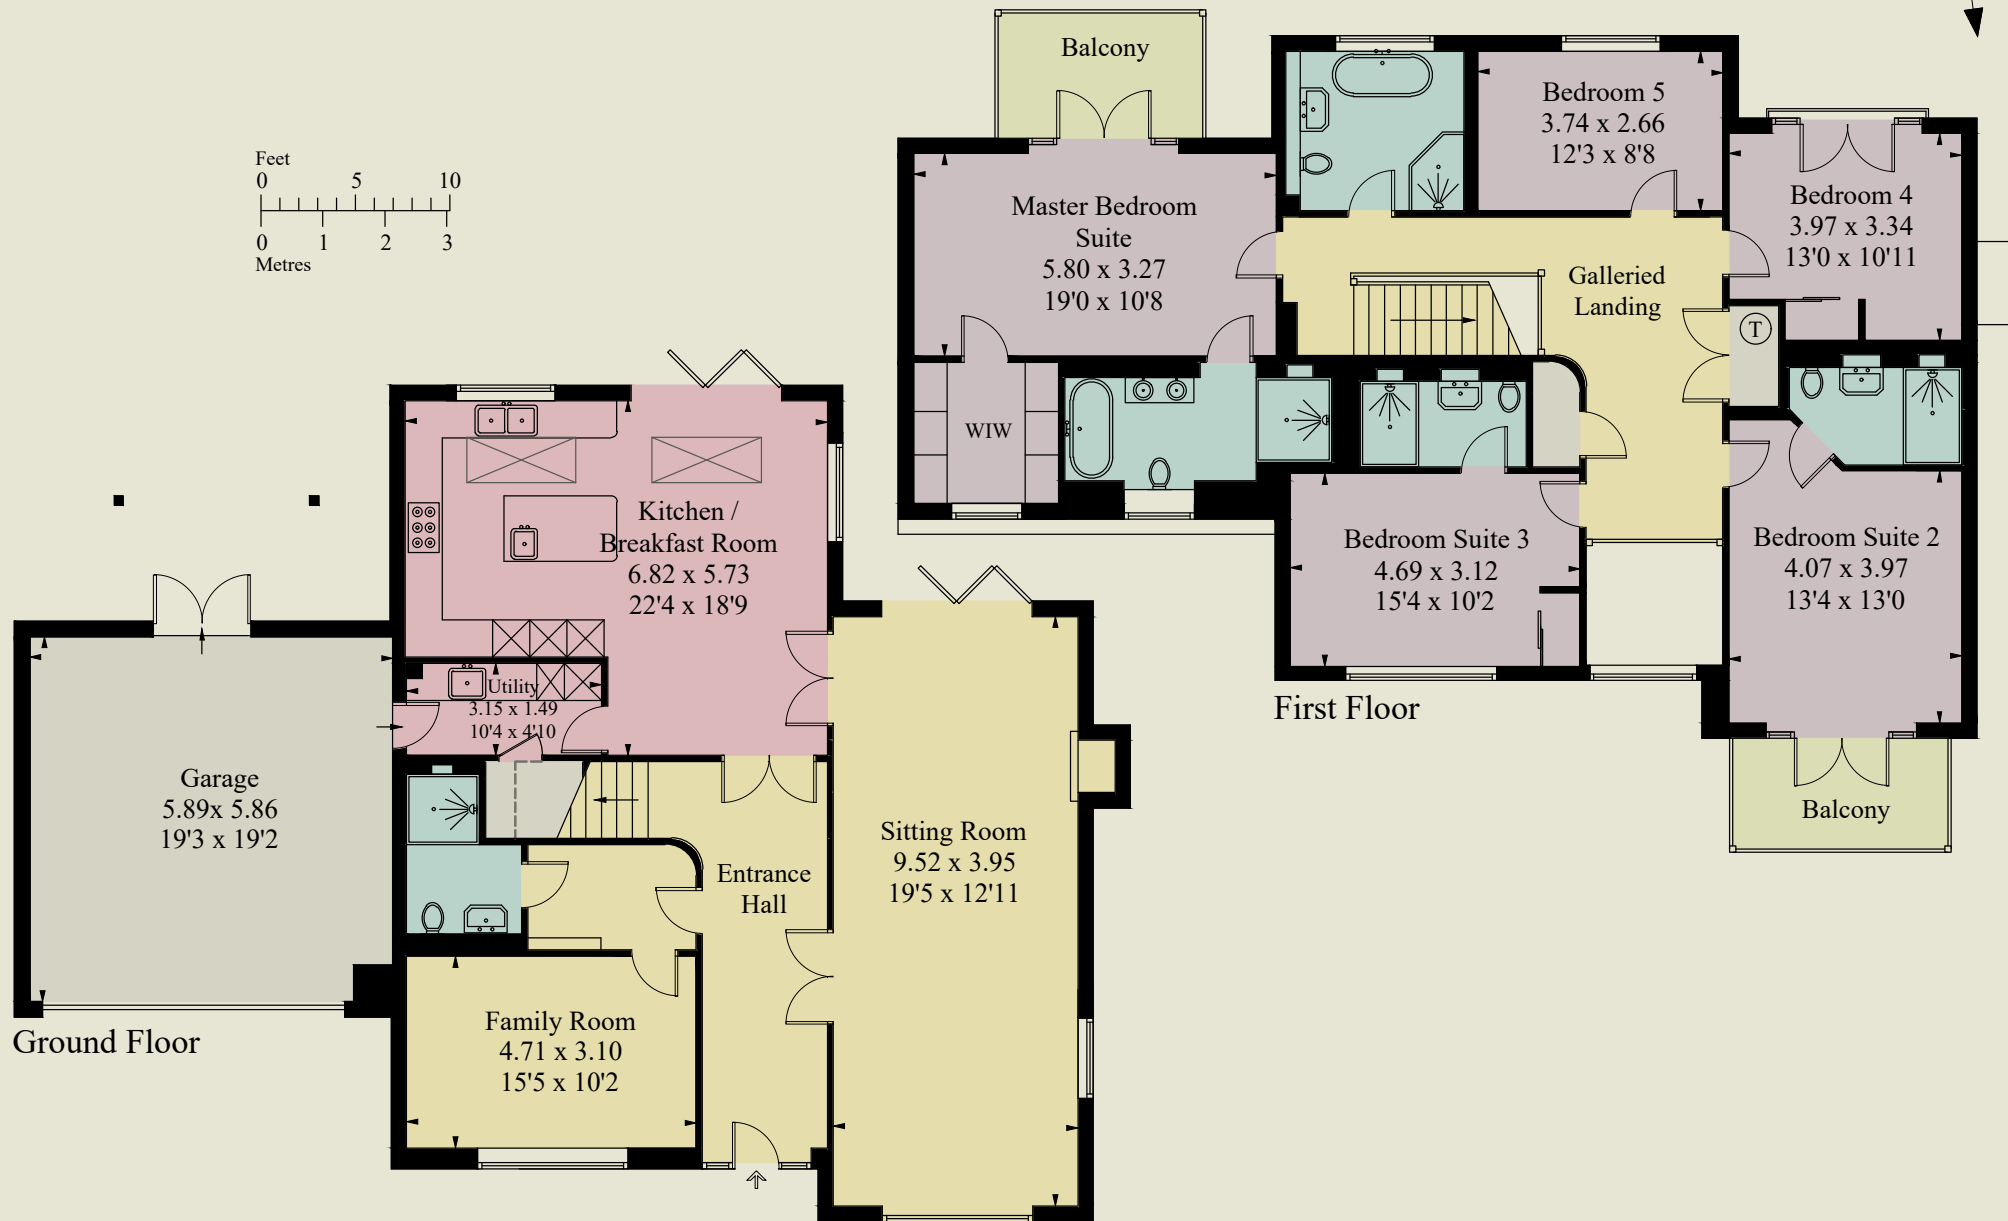 Feet
0 5 10
0 1 2 3
Metres
Balcony
Master Bedroom
Suite
5.80 x 3.27
19'0 x 10'8
WIW
Bedroom 5
3.74 x 2.66
12'3 x 8'8
Bedroom 4
3.97 x 3.34
13'0 x 10'11
Galleried
Landing
T
Bedroom Suite 3
4.69 x 3.12
15'4 x 10'2
Bedroom Suite 2
4.07 x 3.97
13'4 x 13'0
Balcony
First Floor
Kitchen /
Breakfast Room
6.82 x 5.73
22'4 x 18'9
Utility
3.15 x 1.49
10'4 x 4'10
Garage
5.89x 5.86
19'3 x 19'2
Entrance
Hall
Sitting Room
9.52 x 3.95
19'5 x 12'11
Family Room
4.71 x 3.10
15'5 x 10'2
Ground Floor